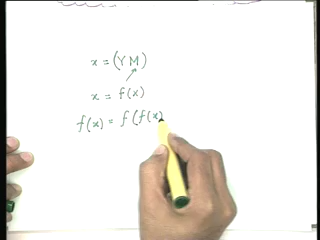 x = (YM)
x = f(x)
f(x) = f(f(x)